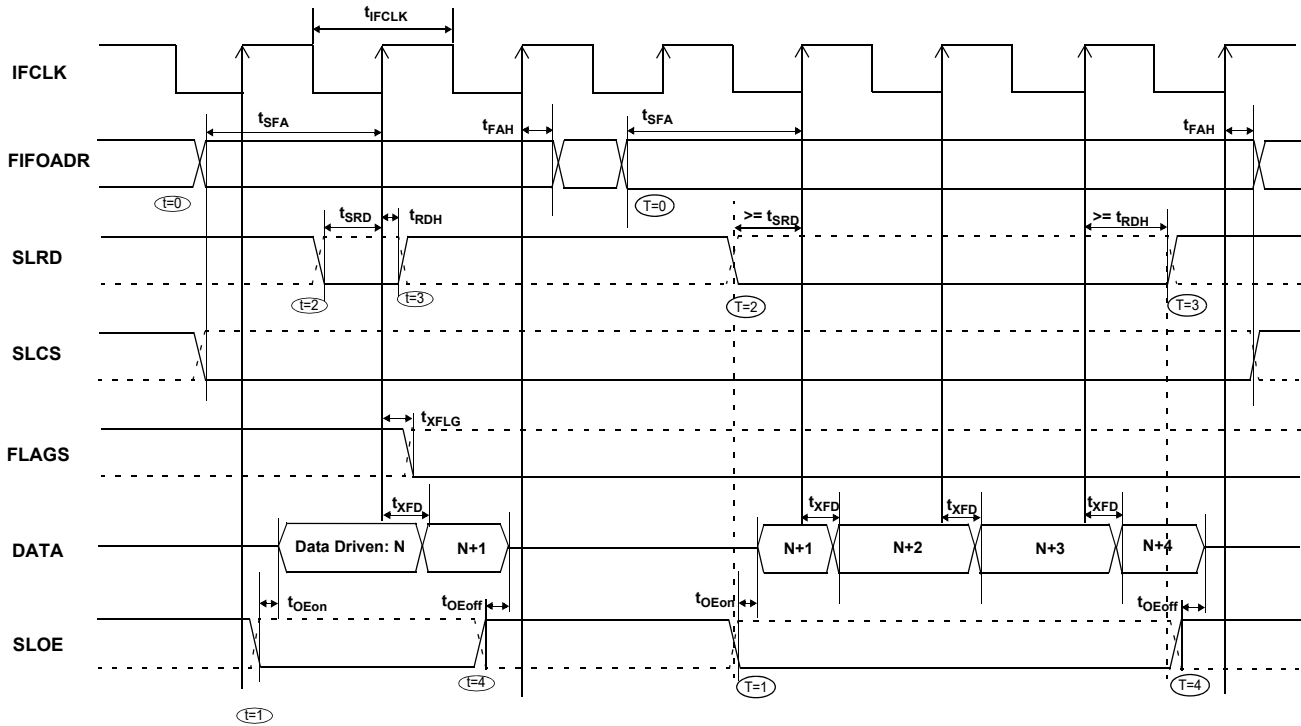 tIFCLK
IFCLK
tSFA
tFAH
tSFA
tFAH
FIFOADR
t=0
T=0
tSRD
tRDH
>= tSRD
>= tRDH
SLRD
t=2
t=3
T=2
T=3
SLCS
tXFLG
FLAGS
tXFD
tXFD
tXFD
tXFD
DATA
Data Driven: N
N+1
N+1
N+2
N+3
N+4
tOEon
tOEoff
tOEon
tOEoff
SLOE
t=4
T=1
T=4
t=1